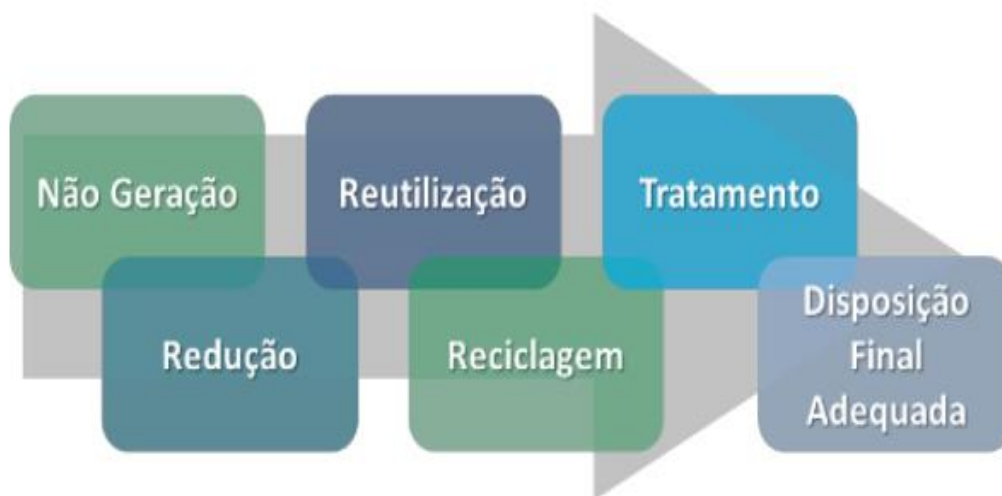 Não Geração
Redução
Reutilização
Reciclagem
Tratamento
Disposição
Final
Adequada